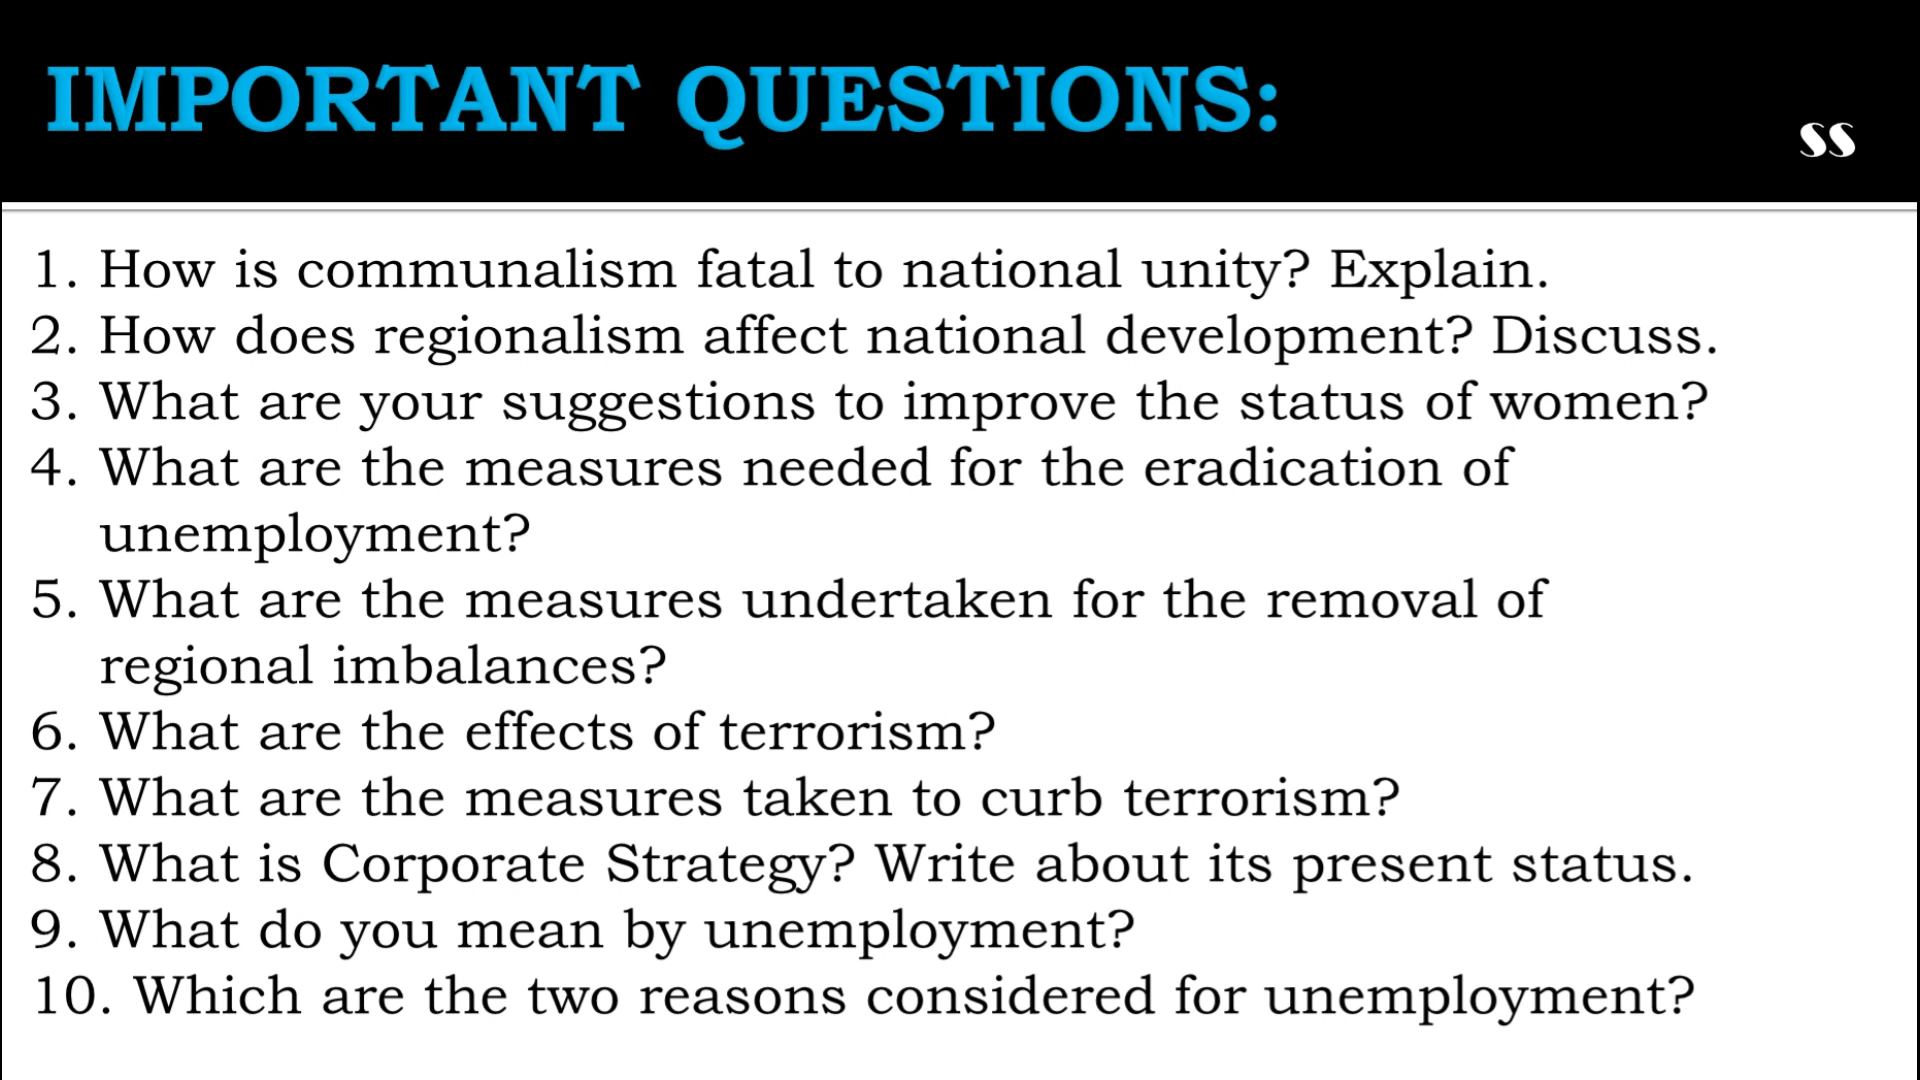 IMPORTANT QUESTIONS:
SS
1. How is communalism fatal to national unity? Explain.
2. How does regionalism affect national development? Discuss.
3. What are your suggestions to improve the status of women?
4. What are the measures needed for the eradication of
unemployment?
5. What are the measures undertaken for the removal of
regional imbalances?
6. What are the effects of terrorism?
7. What are the measures taken to curb terrorism?
8. What is Corporate Strategy? Write about its present status.
9. What do you mean by unemployment?
10. Which are the two reasons considered for unemployment?